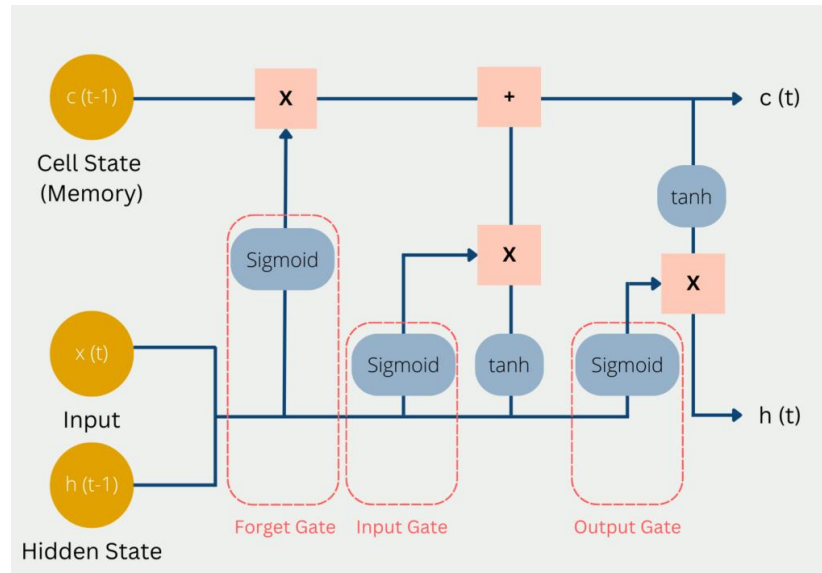 c (t-1)
X
+
c (t)
Cell State
(Memory)
tanh
Sigmoid
X
X
x (t)
Input
Sigmoid
tanh
Sigmoid
h (t)
h (t-1)
Hidden State
Forget Gate
Input Gate
Output Gate